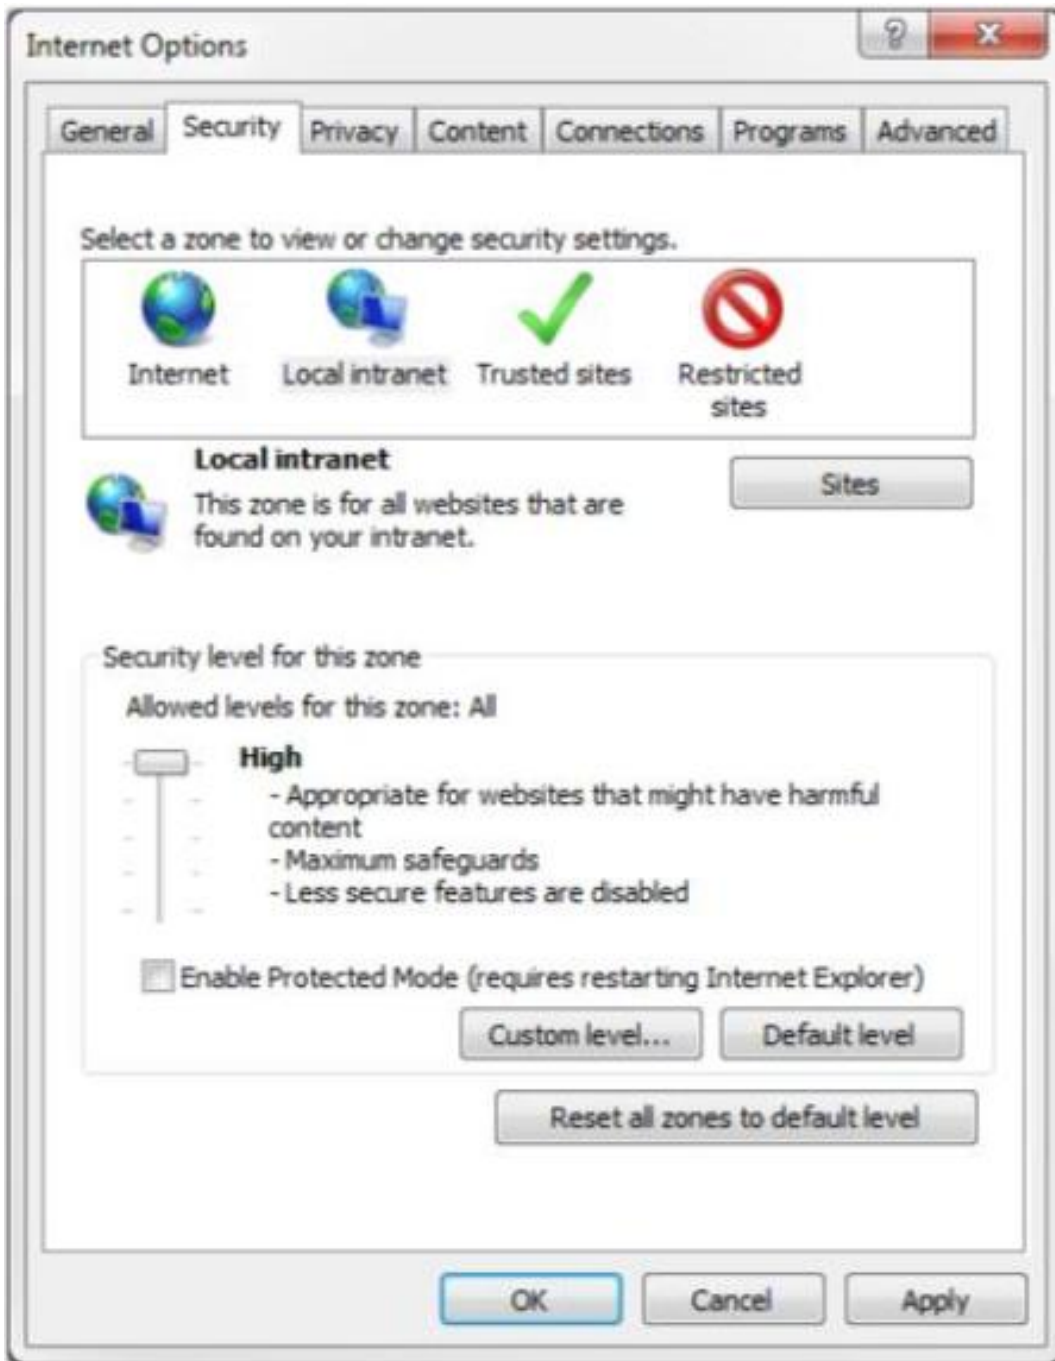 Internet Options
?
General Security Privacy Content Connections Programs Advanced
Select a zone to view or change security settings.
Internet Local intranet Trusted sites Restricted
sites
Local intranet
Sites
This zone is for all websites that are
found on your intranet.
Security level for this zone
Allowed levels for this zone: All
High
- Appropriate for websites that might have harmful
content
- Maximum safeguards
- Less secure features are disabled
Enable Protected Mode (requires restarting Internet Explorer)
Custom level... Default level
Reset all zones to default level
OK Cancel Apply